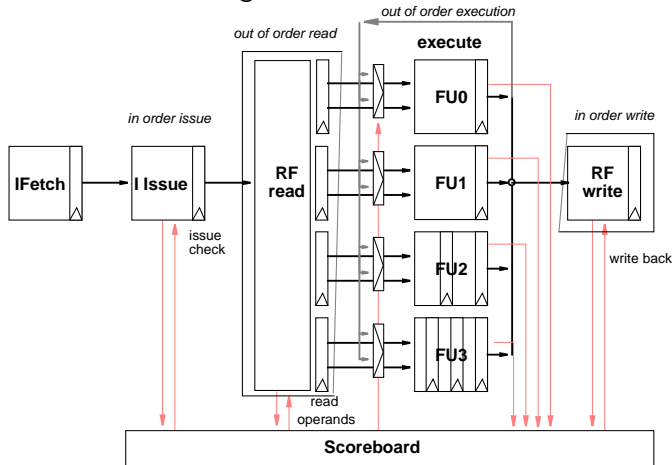 out of order execution
out of order read
execute
in order issue
FU0
in order write
IFetch
I Issue
RF
read
FU1
RF
write
issue
check
FU2
write back
FU3
read
operands
Scoreboard